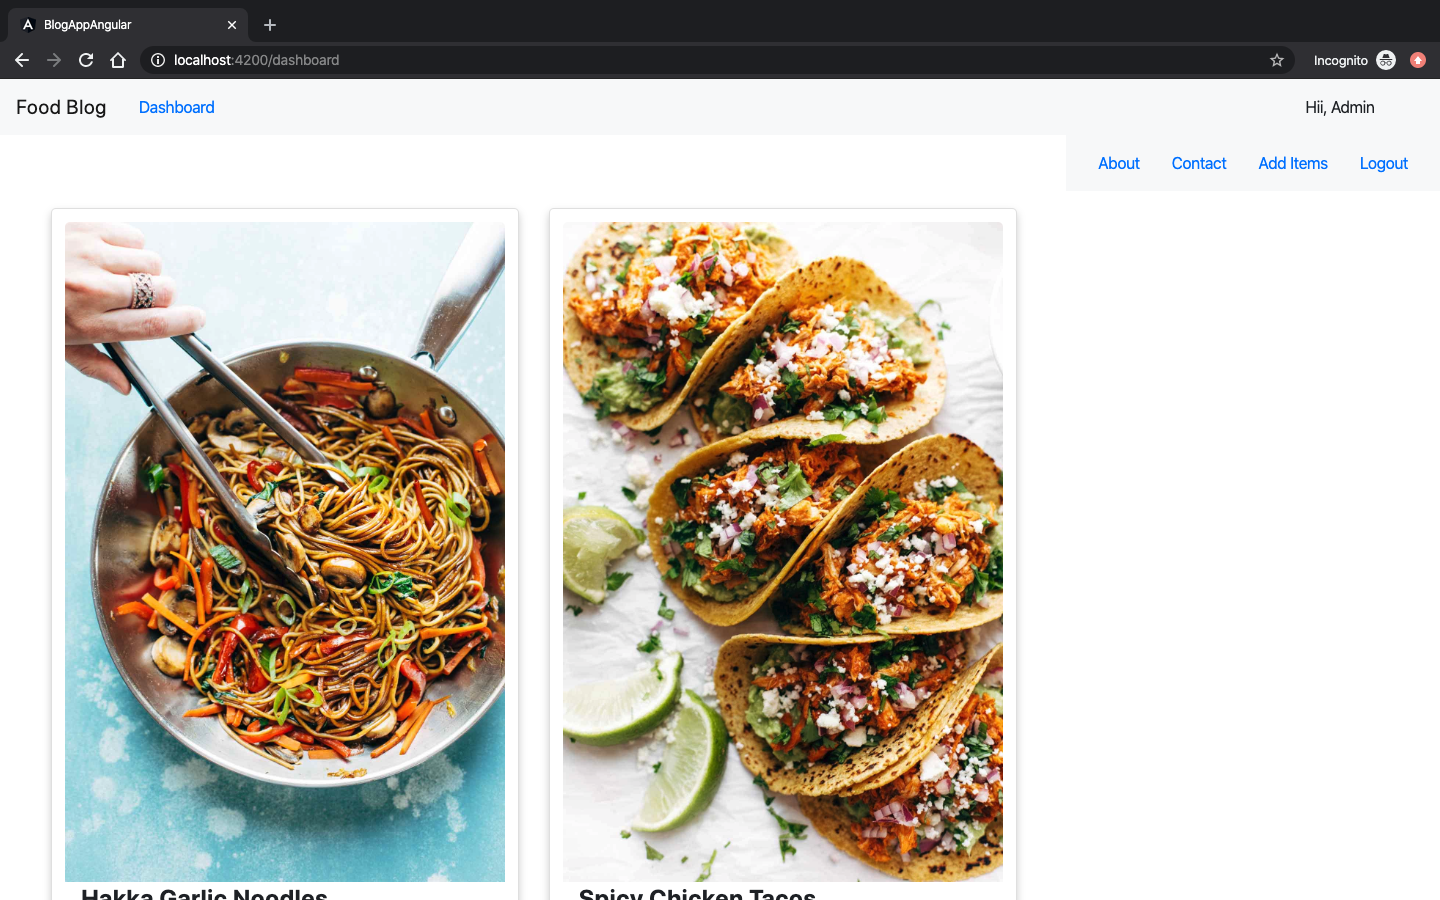 BlogAppAngular
localhost:4200/dashboard
Incognito
Food Blog Dashboard Hii, Admin
About Contact Add Items Logout
Hakka Garlic Noodles
Spicy Chicken Tacos